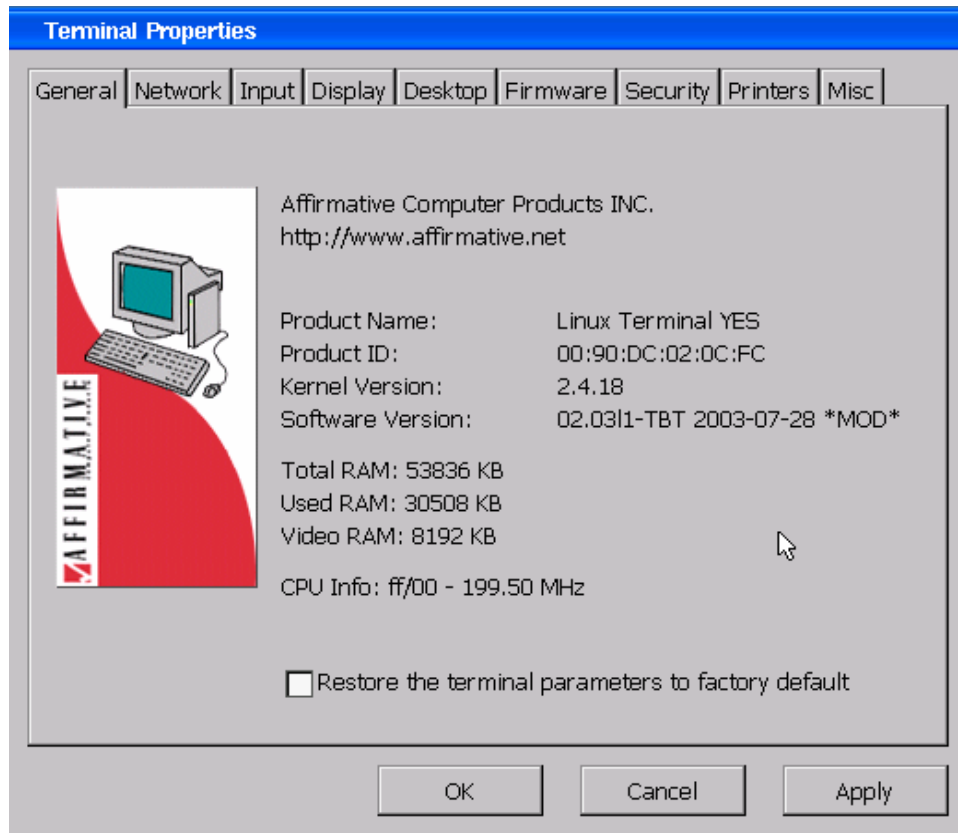 Terminal Properties
General Network Input Display Desktop Firmware Security Printers Misc
Affirmative Computer Products INC.
http://www.affirmative.net
Product Name: Linux Terminal YES
Product ID: 00:90:DC:02:0C:FC
Kernel Version: 2.4.18
Software Version: 02.03l1-TBT 2003-07-28 *MOD*
Total RAM: 53836 KB
Used RAM: 30508 KB
Video RAM: 8192 KB
CPU Info: ff/00 - 199.50 MHz
AFFIRMATIVE
Restore the terminal parameters to factory default
OK Cancel Apply